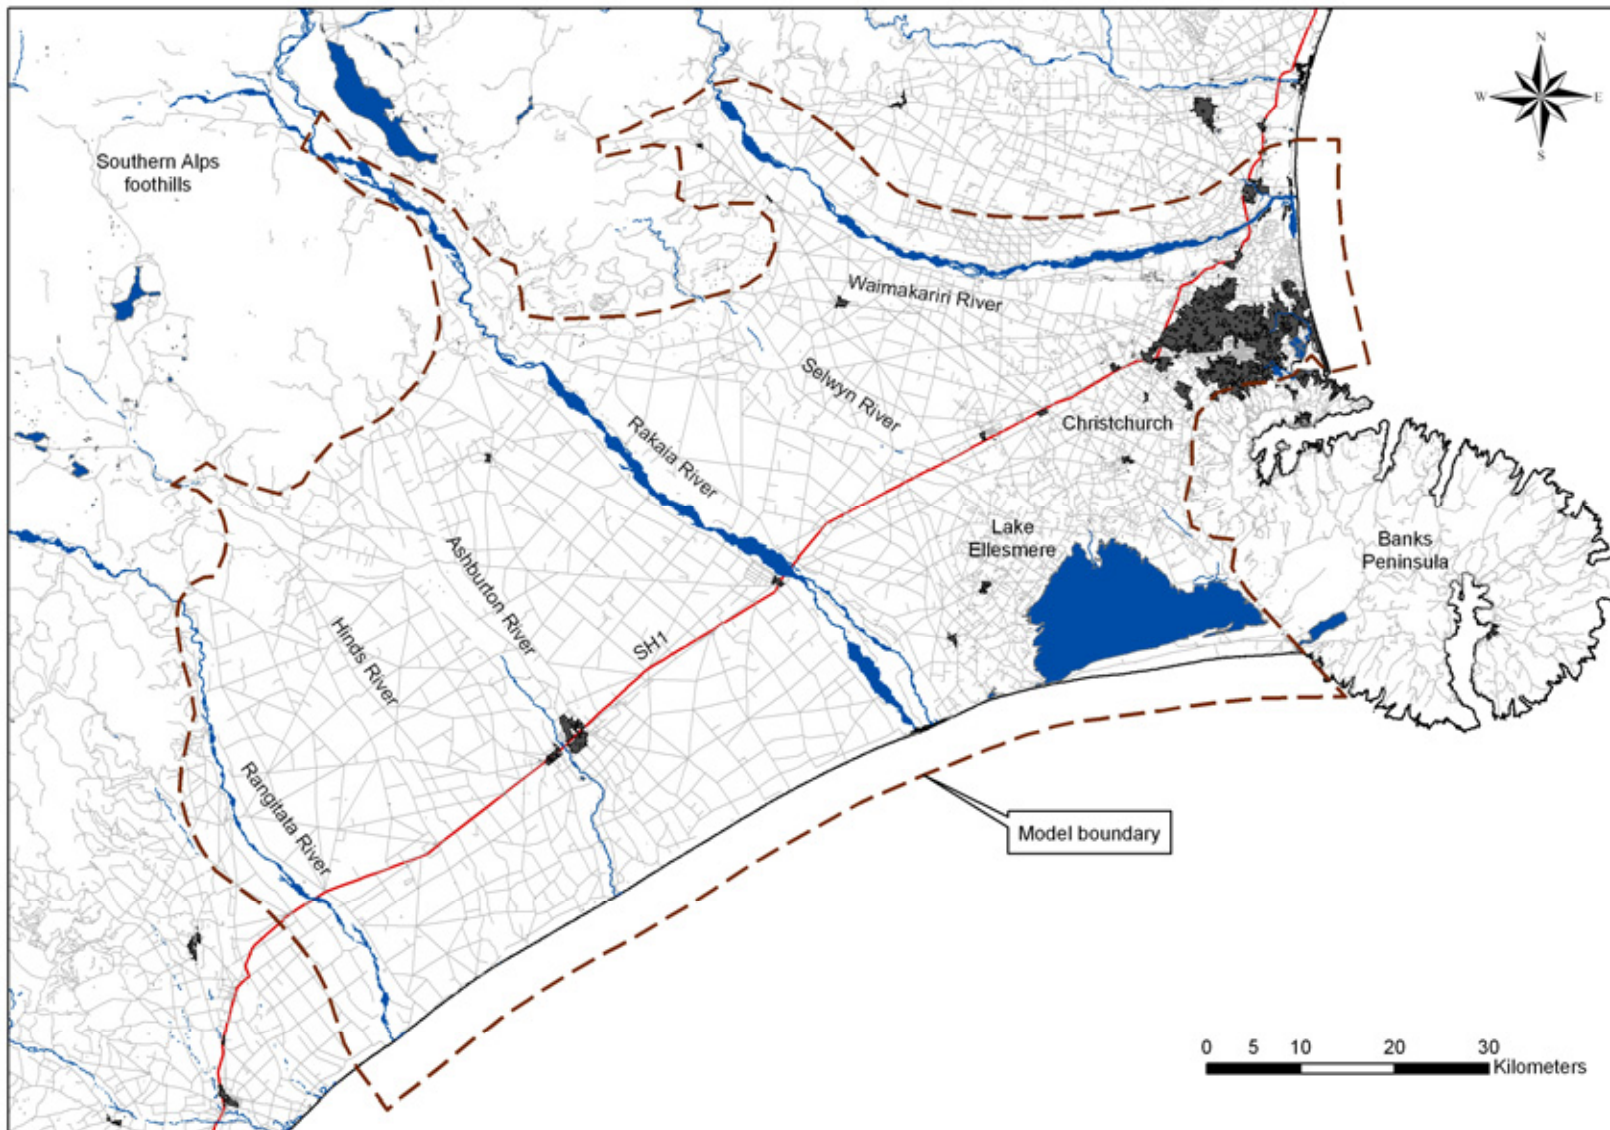 N
W
E
S
Southern Alps
foothills
Waimakariri River
Selwyn River
Rakaia River
Christchurch
Lake
Ellesmere
Banks
Peninsula
Ashburton River
Hinds River
SH1
Rangitata River
Model boundary
0 5 10 20 30
Kilometers